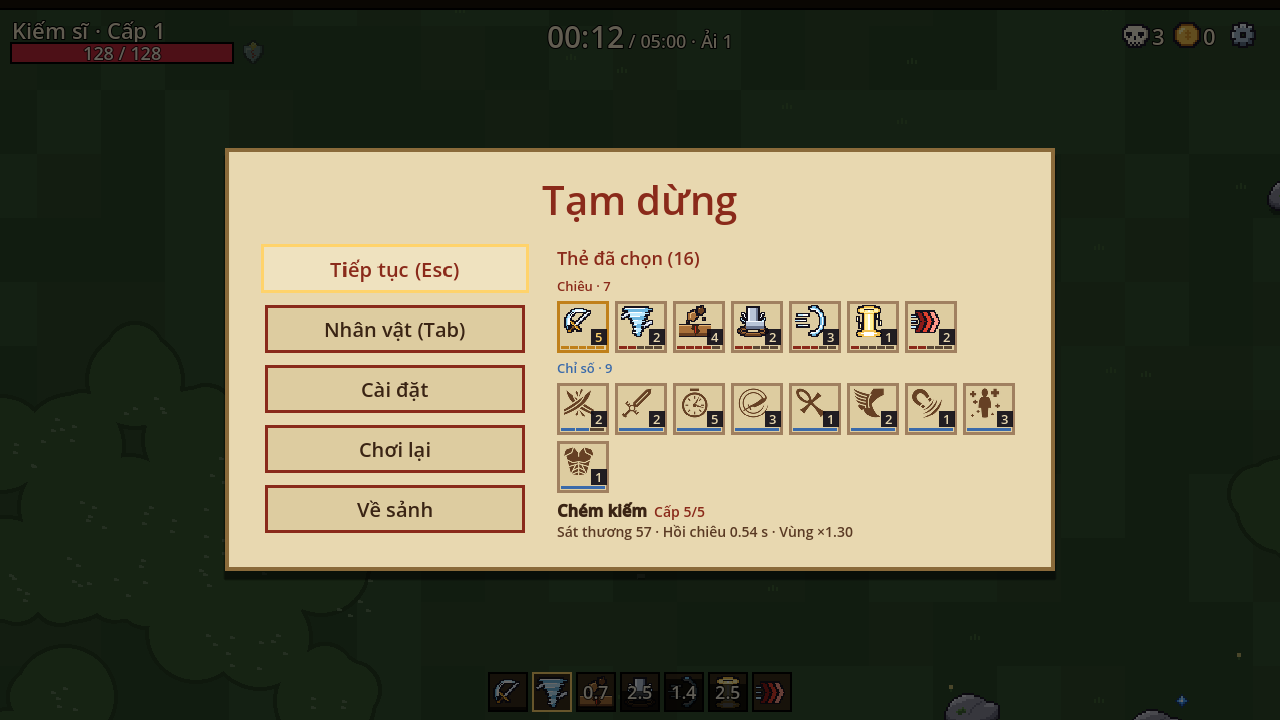 Kiếm sĩ · Cấp 1
128 / 128
00:12 / 05:00 · Ải 1
3
0
Tạm dừng
Tiếp tục (Esc)
Nhân vật (Tab)
Cài đặt
Chơi lại
Về sảnh
Thẻ đã chọn (16)
Chiêu · 7
5 2 4 2 3 1 2
Chỉ số · 9
2 2 5 3 1 2 1 3
1
Chém kiếm Cấp 5/5
Sát thương 57 · Hồi chiêu 0.54 s · Vùng ×1.30
0.7 2.5 1.4 2.5